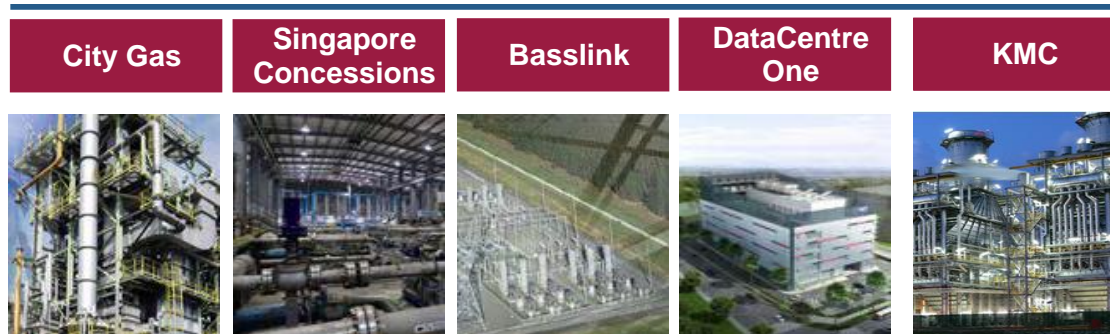 City Gas
Singapore
Concessions
Basslink
DataCentre
One
KMC